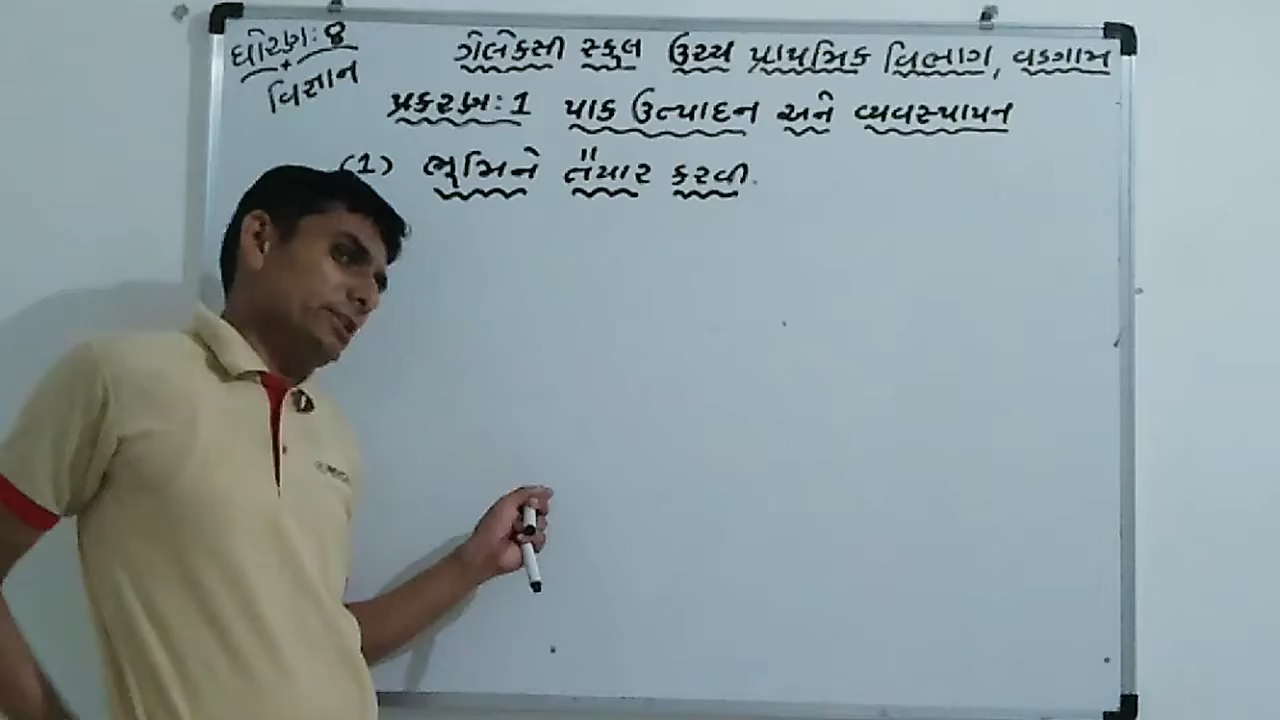 ધોરણ: 8
+
વિજ્ઞાન
ગેલેક્સી સ્કુલ ઉચ્ચ પ્રાથમિક વિભાગ, વડગામ
પ્રકરણ: 1 પાક ઉત્પાદન અને વ્યવસ્થાપન
(1) ભૂમિને તૈયાર કરવી.